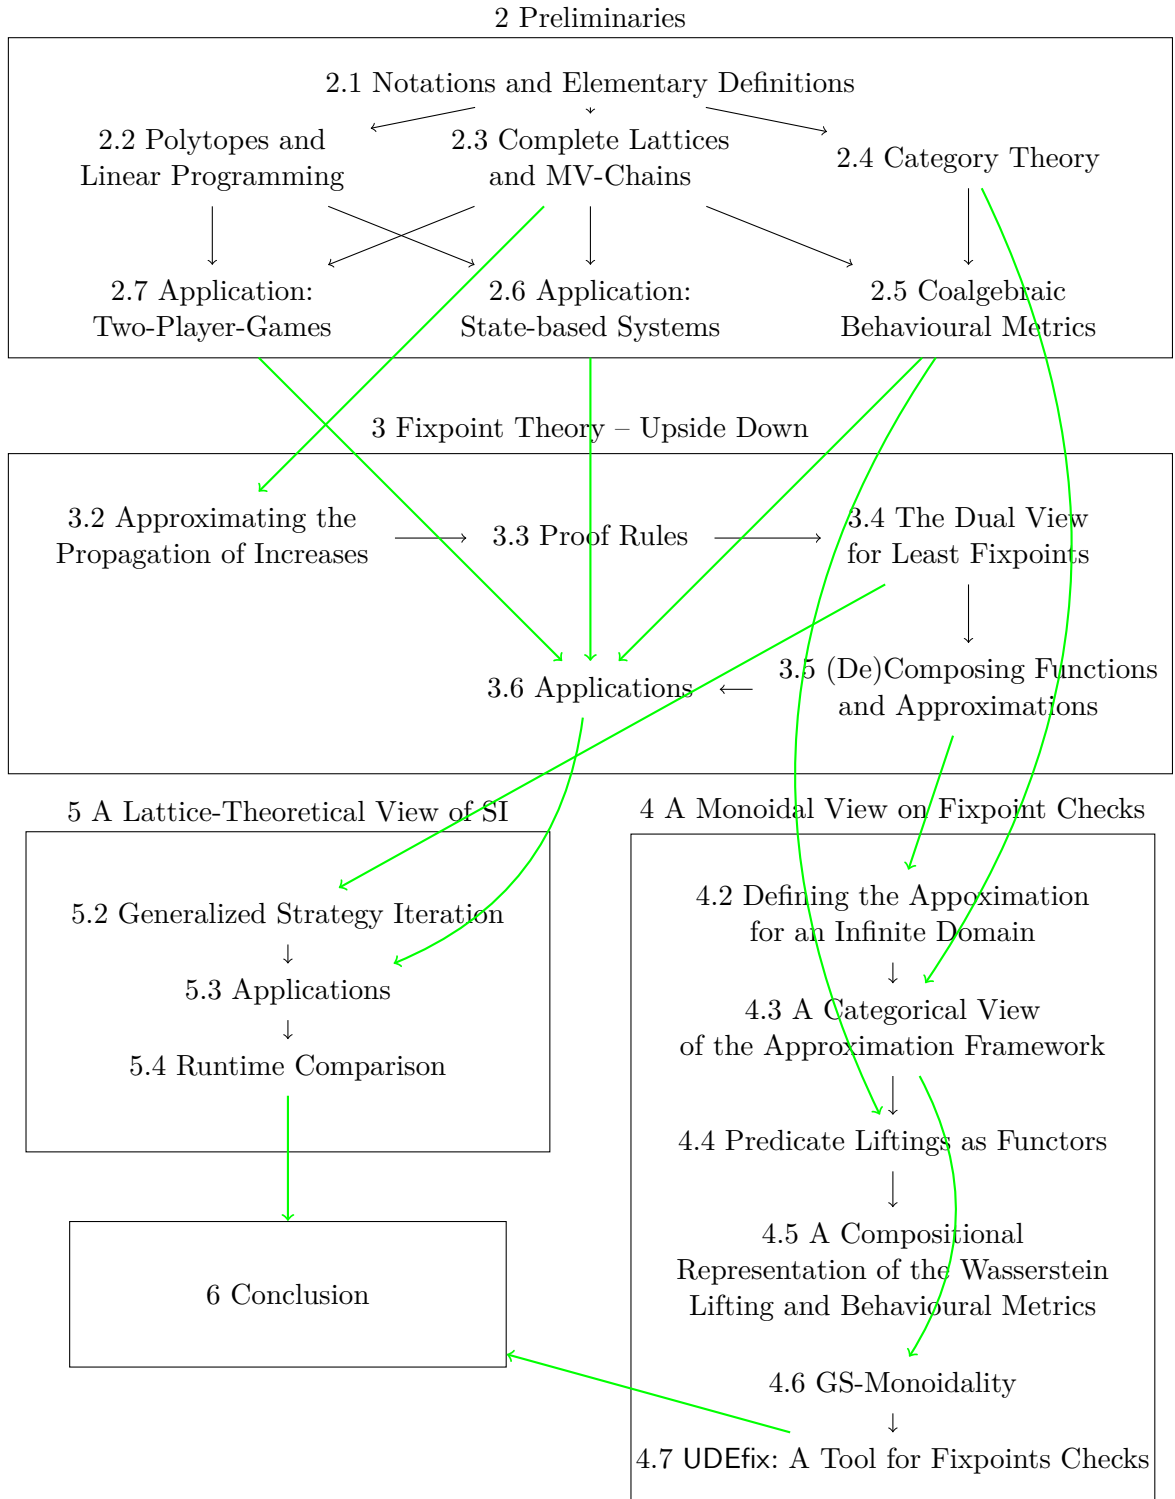 2 Preliminaries
2.1 Notations and Elementary Definitions
2.2 Polytopes and
Linear Programming
2.3 Complete Lattices
and MV-Chains
2.4 Category Theory
2.7 Application:
Two-Player-Games
2.6 Application:
State-based Systems
2.5 Coalgebraic
Behavioural Metrics
3 Fixpoint Theory – Upside Down
3.2 Approximating the
Propagation of Increases
3.3 Proof Rules
3.4 The Dual View
for Least Fixpoints
3.6 Applications
3.5 (De)Composing Functions
and Approximations
5 A Lattice-Theoretical View of SI
5.2 Generalized Strategy Iteration
5.3 Applications
5.4 Runtime Comparison
4 A Monoidal View on Fixpoint Checks
4.2 Defining the Appoximation
for an Infinite Domain
4.3 A Categorical View
of the Approximation Framework
4.4 Predicate Liftings as Functors
4.5 A Compositional
Representation of the Wasserstein
Lifting and Behavioural Metrics
4.6 GS-Monoidality
4.7 UDEfix: A Tool for Fixpoints Checks
6 Conclusion